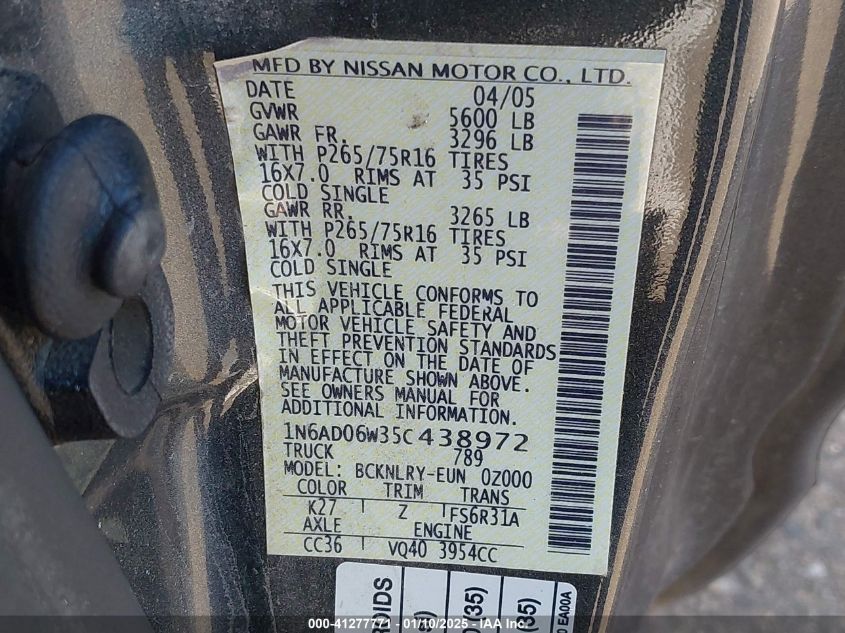 MFD BY NISSAN MOTOR CO., LTD.
DATE 04/05
GVWR 5600 LB
GAWR FR. 3296 LB
WITH P265/75R16 TIRES
16X7.0 RIMS AT 35 PSI
COLD SINGLE
GAWR RR. 3265 LB
WITH P265/75R16 TIRES
16X7.0 RIMS AT 35 PSI
COLD SINGLE
THIS VEHICLE CONFORMS TO
ALL APPLICABLE FEDERAL
MOTOR VEHICLE SAFETY AND
THEFT PREVENTION STANDARDS
IN EFFECT ON THE DATE OF
MANUFACTURE SHOWN ABOVE.
SEE OWNERS MANUAL FOR
ADDITIONAL INFORMATION.
1N6AD06W35C438972
TRUCK 789
MODEL: BCKNLRY-EUN 0Z000
COLOR TRIM TRANS
K27 Z FS6R31A
AXLE ENGINE
CC36 VQ40 3954CC
(35)
(35)
0 EA00A
000-41277771 - 01/10/2025 - IAA Inc.